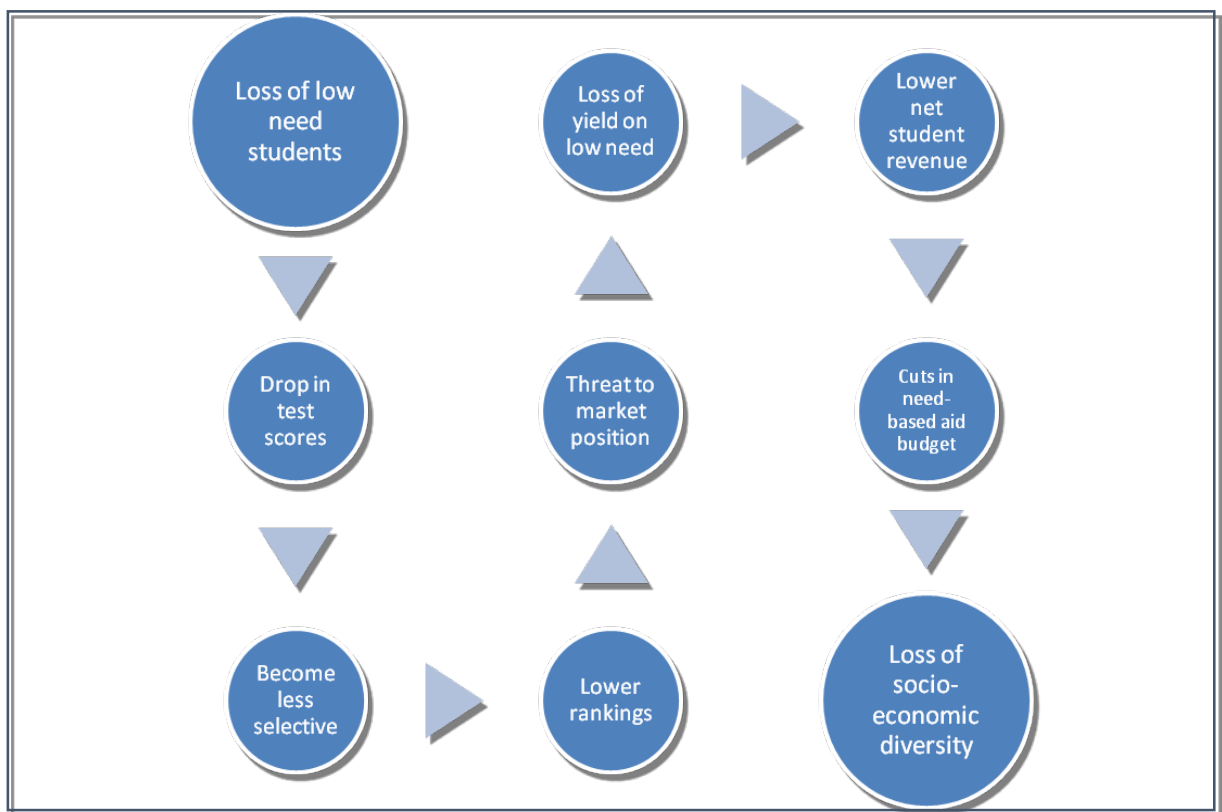 Loss of low
need
students
Drop in
test
scores
Become
less
selective
Lower
rankings
Threat to
market
position
Loss of
yield on
low need
Lower
net
student
revenue
Cuts in
need-
based aid
budget
Loss of
socio-
economic
diversity